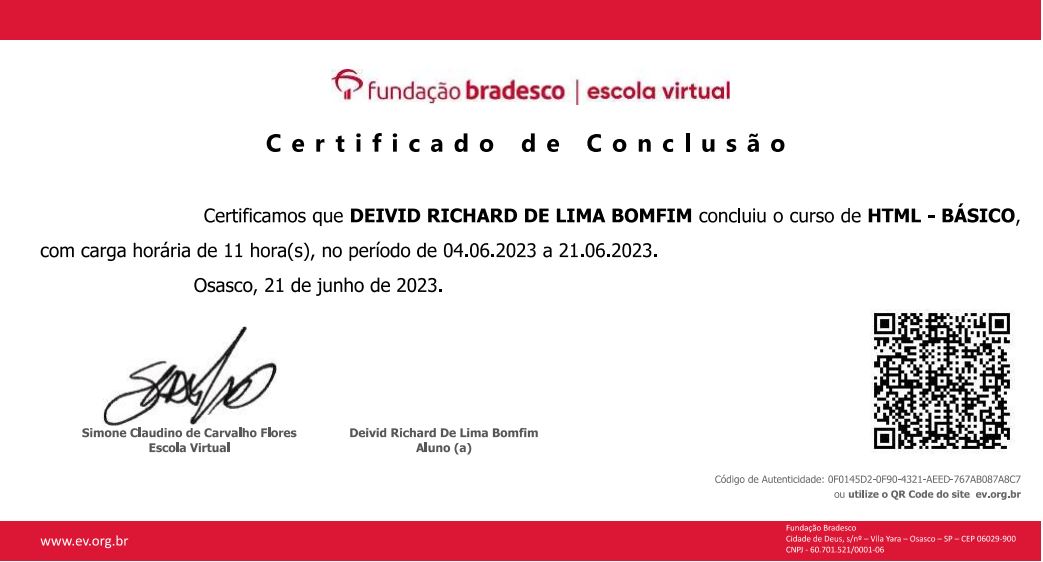 fundação bradesco | escola virtual
Certificado de Conclusão
Certificamos que DEIVID RICHARD DE LIMA BOMFIM concluiu o curso de HTML - BÁSICO,
com carga horária de 11 hora(s), no período de 04.06.2023 a 21.06.2023.
Osasco, 21 de junho de 2023.
Simone Claudino de Carvalho Flores
Escola Virtual
Deivid Richard De Lima Bomfim
Aluno (a)
Código de Autenticidade: 0F0145D2-0F90-4321-AEED-767AB087A8C7
ou utilize o QR Code do site ev.org.br
www.ev.org.br
Fundação Bradesco
Cidade de Deus, s/nº – Vila Yara – Osasco – SP – CEP 06029-900
CNPJ - 60.701.521/0001-06